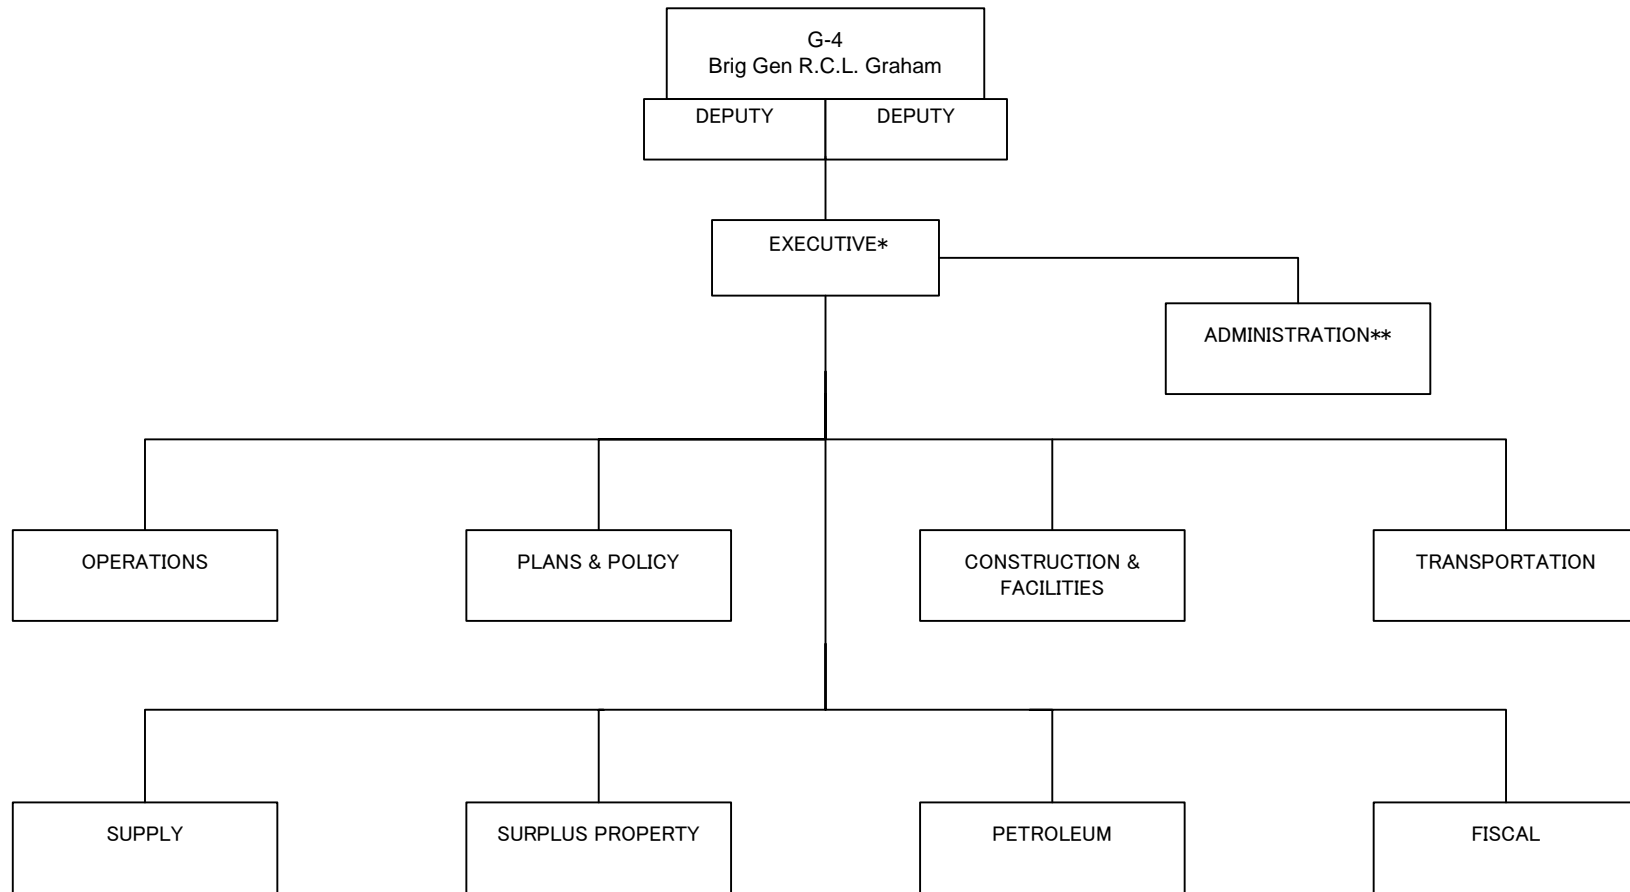 G-4
Brig Gen R.C.L. Graham
DEPUTY
DEPUTY
EXECUTIVE*
ADMINISTRATION**
OPERATIONS
PLANS & POLICY
CONSTRUCTION &
FACILITIES
TRANSPORTATION
SUPPLY
SURPLUS PROPERTY
PETROLEUM
FISCAL